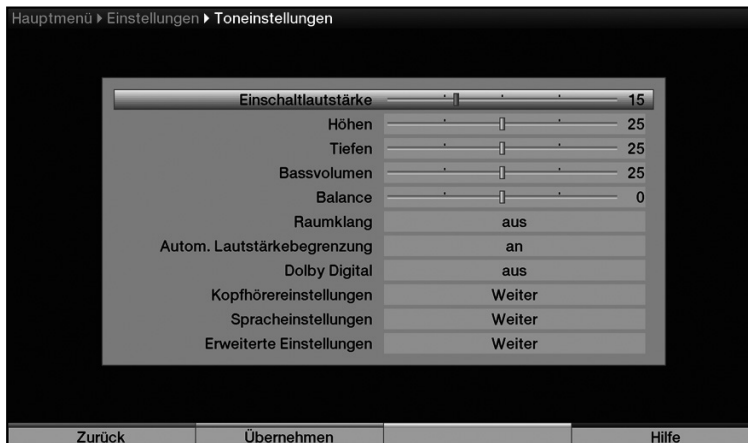 Hauptmenü ▸ Einstellungen ▸ Toneinstellungen
Einschaltlautstärke 15
Höhen 25
Tiefen 25
Bassvolumen 25
Balance 0
Raumklang aus
Autom. Lautstärkebegrenzung an
Dolby Digital aus
Kopfhörereinstellungen Weiter
Spracheinstellungen Weiter
Erweiterte Einstellungen Weiter
Zurück Übernehmen Hilfe